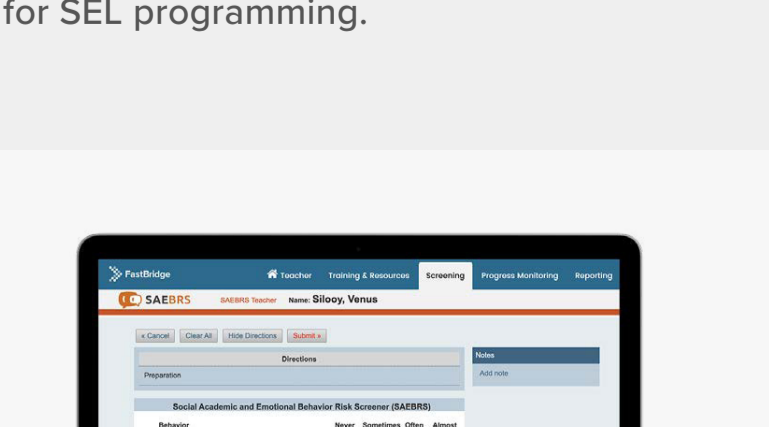 for SEL programming.
FastBridge
Teacher Training & Resources Screening Progress Monitoring Reporting
SAEBRS SAEBRS Teacher Name: Silooy, Venus
« Cancel Clear All Hide Directions Submit »
Directions
Notes
Preparation
Add note
Social Academic and Emotional Behavior Risk Screener (SAEBRS)
Behavior Never Sometimes Often Almost